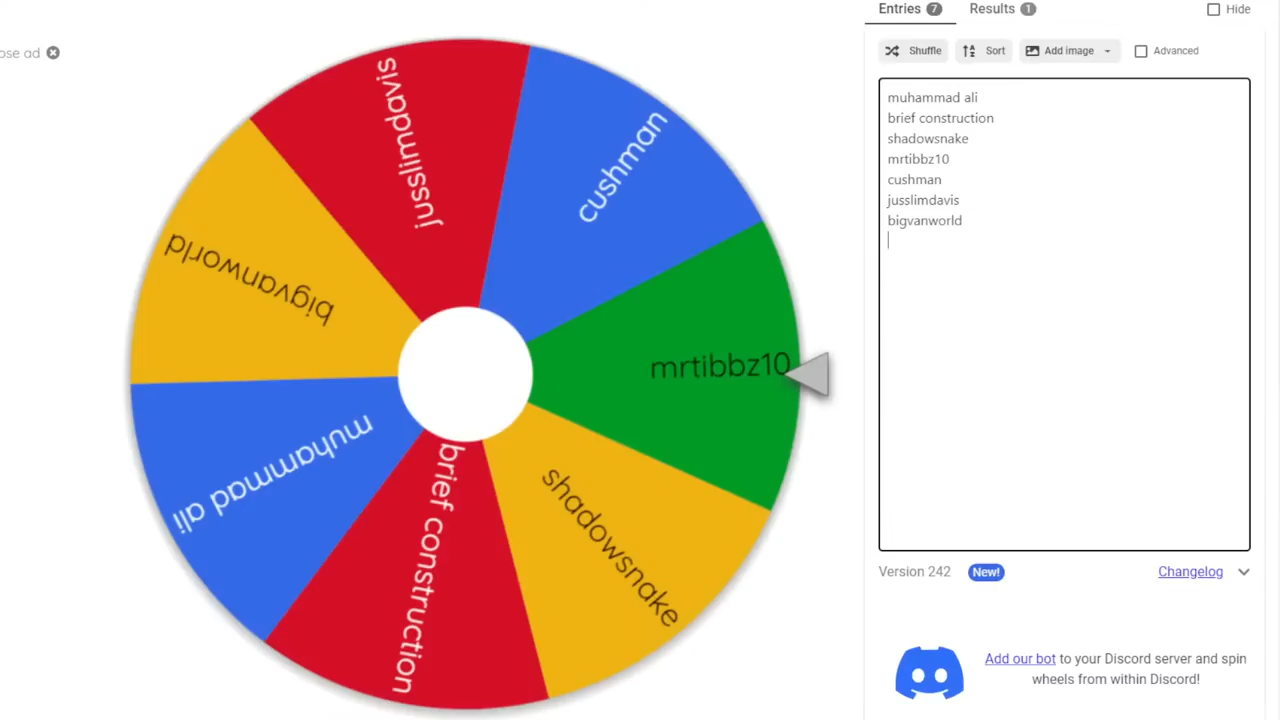 Entries 7
Results 1
Hide
ose ad
Shuffle
Sort
Add image
Advanced
muhammad ali
brief construction
shadowsnake
mrtibbz10
cushman
jusslimdavis
bigvanworld
jusslimdavis
cushman
bigvanworld
mrtibbz10
muhammad ali
brief construction
shadowsnake
Version 242
New!
Changelog
Add our bot to your Discord server and spin
wheels from within Discord!